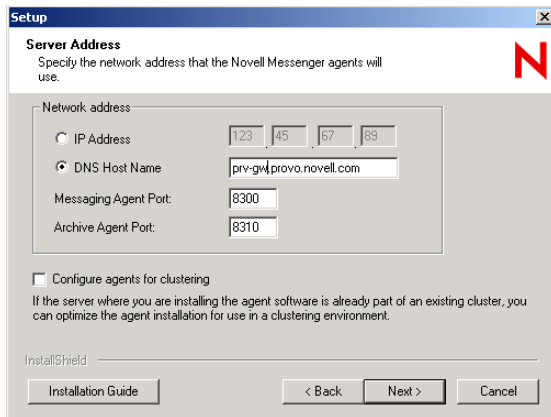 Setup
Server Address
Specify the network address that the Novell Messenger agents will
use.
N
Network address
IP Address 123 . 45 . 67 . 89
DNS Host Name prv-gw.provo.novell.com
Messaging Agent Port: 8300
Archive Agent Port: 8310
Configure agents for clustering
If the server where you are installing the agent software is already part of an existing cluster, you
can optimize the agent installation for use in a clustering environment.
InstallShield
Installation Guide < Back Next > Cancel